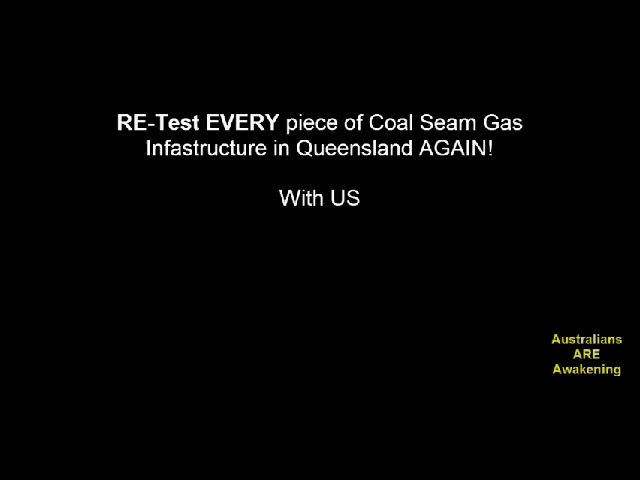 RE-Test EVERY piece of Coal Seam Gas
Infastructure in Queensland AGAIN!
With US
Australians
ARE
Awakening